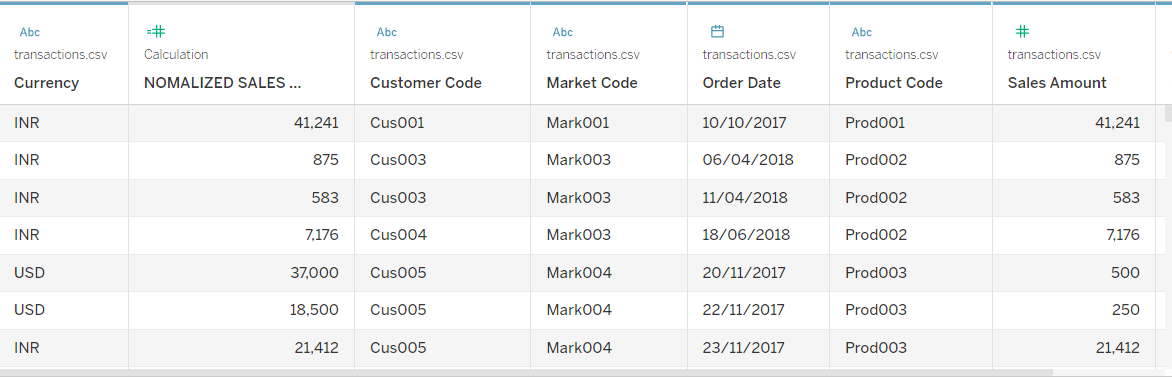 Abc Abc Abc Abc
transactions.csv Calculation transactions.csv transactions.csv transactions.csv transactions.csv transactions.csv
Currency NOMALIZED SALES ... Customer Code Market Code Order Date Product Code Sales Amount
INR 41,241 Cus001 Mark001 10/10/2017 Prod001 41,241
INR 875 Cus003 Mark003 06/04/2018 Prod002 875
INR 583 Cus003 Mark003 11/04/2018 Prod002 583
INR 7,176 Cus004 Mark003 18/06/2018 Prod002 7,176
USD 37,000 Cus005 Mark004 20/11/2017 Prod003 500
USD 18,500 Cus005 Mark004 22/11/2017 Prod003 250
INR 21,412 Cus005 Mark004 23/11/2017 Prod003 21,412